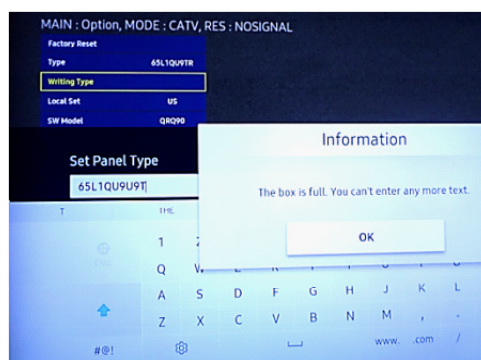 MAIN : Option, MODE : CATV, RES : NOSIGNAL
Factory Reset
Type 65L1QU9TR
Writing Type
Local Set US
SW Model QRQ90
Information
Set Panel Type
65L1QU9U9T
The box is full. You can't enter any more text.
OK
T THE
1
Q W
A S D F G H J K L
Z X C V B N M , .
#@! www. .com /